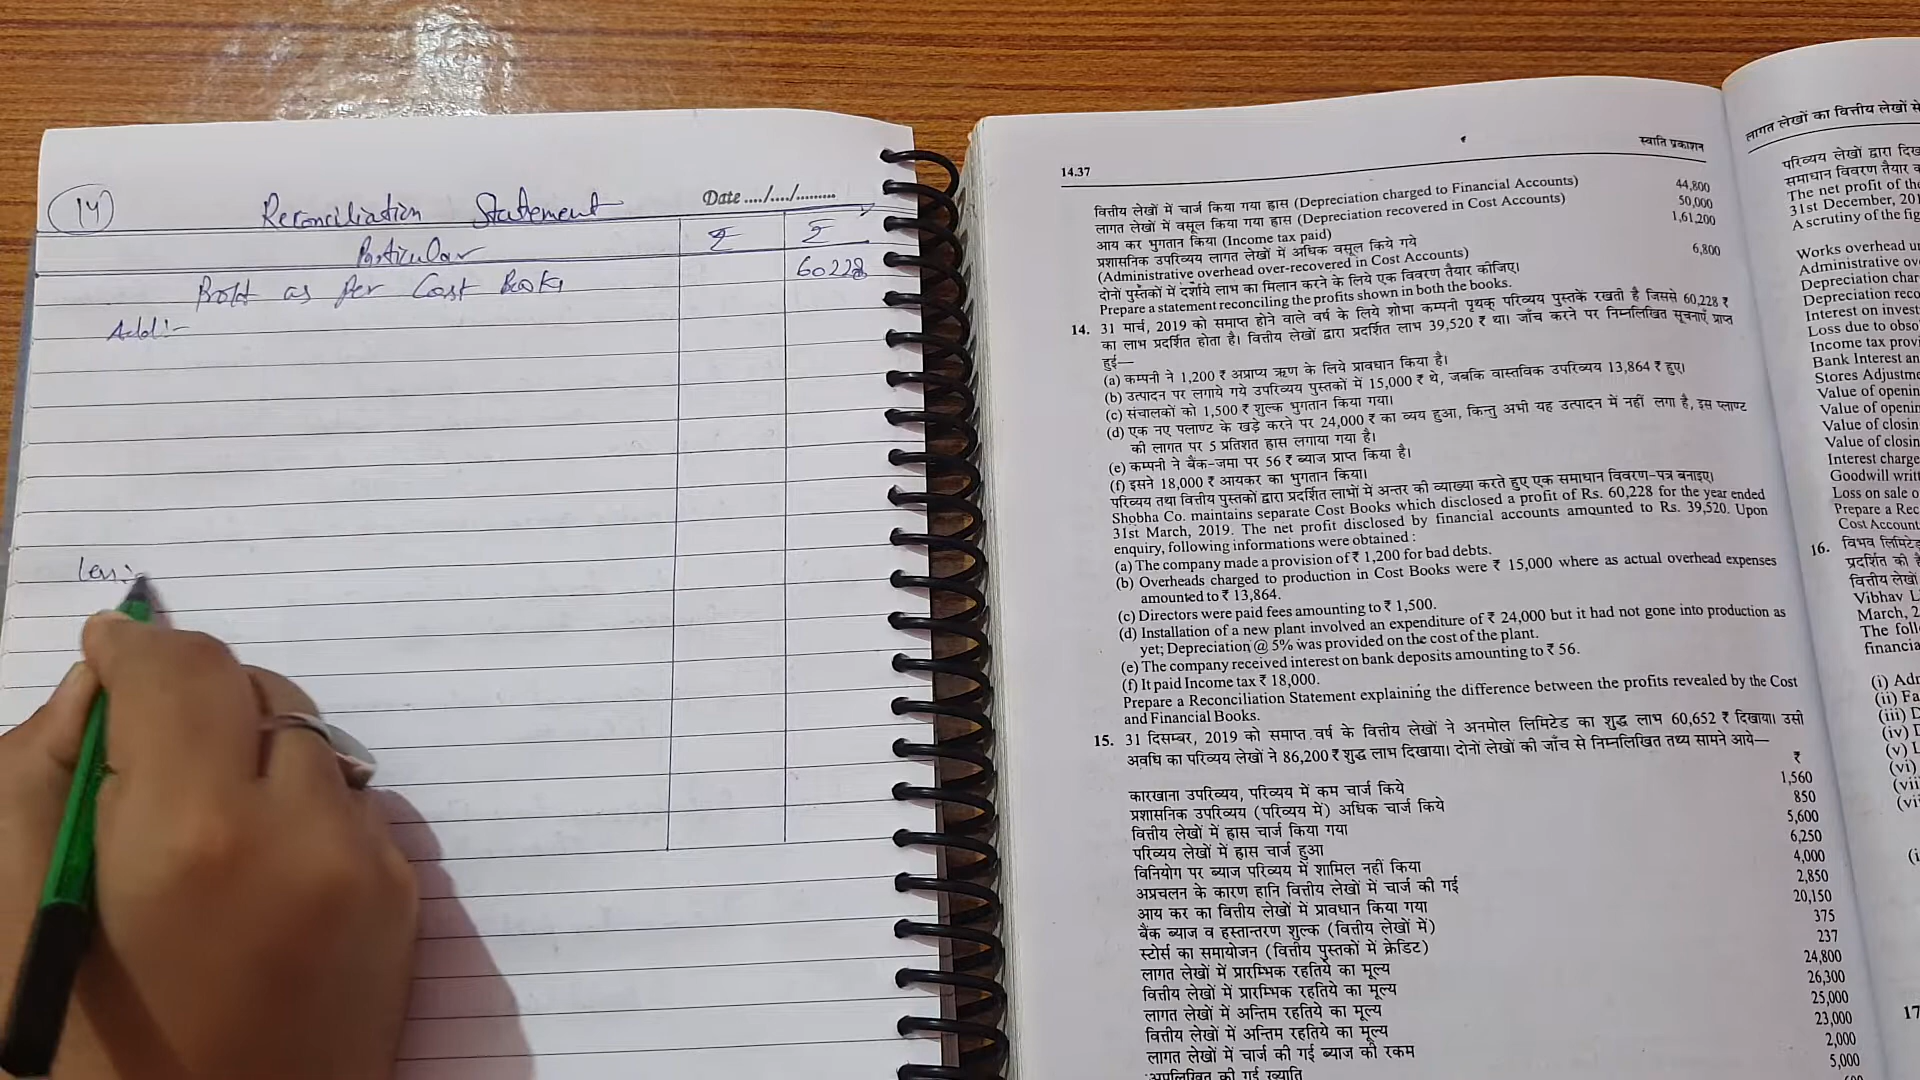 14
Reconciliation Statement
Date ..../..../.........
Particular
₹
₹
Profit as Per Cost Books
60228
Add:-
Less:-
14.37
स्वाति प्रकाशन
वित्तीय लेखों में चार्ज किया गया ह्रास (Depreciation charged to Financial Accounts) 44,800
लागत लेखों में वसूल किया गया ह्रास (Depreciation recovered in Cost Accounts) 50,000
आय कर भुगतान किया (Income tax paid) 1,61,200
प्रशासनिक उपरिव्यय लागत लेखों में अधिक वसूल किये गये
(Administrative overhead over-recovered in Cost Accounts) 6,800
दोनों पुस्तकों में दर्शाये लाभ का मिलान करने के लिये एक विवरण तैयार कीजिए।
Prepare a statement reconciling the profits shown in both the books.
14. 31 मार्च, 2019 को समाप्त होने वाले वर्ष के लिये शोभा कम्पनी पृथक् परिव्यय पुस्तकें रखती है जिससे 60,228 ₹
का लाभ प्रदर्शित होता है। वित्तीय लेखों द्वारा प्रदर्शित लाभ 39,520 ₹ था। जाँच करने पर निम्नलिखित सूचनाएँ प्राप्त
हुई—
(a) कम्पनी ने 1,200 ₹ अप्राप्य ऋण के लिये प्रावधान किया है।
(b) उत्पादन पर लगाये गये उपरिव्यय पुस्तकों में 15,000 ₹ थे, जबकि वास्तविक उपरिव्यय 13,864 ₹ हुए।
(c) संचालकों को 1,500 ₹ शुल्क भुगतान किया गया।
(d) एक नए पलाण्ट के खड़े करने पर 24,000 ₹ का व्यय हुआ, किन्तु अभी यह उत्पादन में नहीं लगा है, इस प्लाण्ट
की लागत पर 5 प्रतिशत ह्रास लगाया गया है।
(e) कम्पनी ने बैंक-जमा पर 56 ₹ ब्याज प्राप्त किया है।
(f) इसने 18,000 ₹ आयकर का भुगतान किया।
परिव्यय तथा वित्तीय पुस्तकों द्वारा प्रदर्शित लाभों में अन्तर की व्याख्या करते हुए एक समाधान विवरण-पत्र बनाइए।
Shobha Co. maintains separate Cost Books which disclosed a profit of Rs. 60,228 for the year ended
31st March, 2019. The net profit disclosed by financial accounts amounted to Rs. 39,520. Upon
enquiry, following informations were obtained :
(a) The company made a provision of ₹ 1,200 for bad debts.
(b) Overheads charged to production in Cost Books were ₹ 15,000 where as actual overhead expenses
amounted to ₹ 13,864.
(c) Directors were paid fees amounting to ₹ 1,500.
(d) Installation of a new plant involved an expenditure of ₹ 24,000 but it had not gone into production as
yet; Depreciation @ 5% was provided on the cost of the plant.
(e) The company received interest on bank deposits amounting to ₹ 56.
(f) It paid Income tax ₹ 18,000.
Prepare a Reconciliation Statement explaining the difference between the profits revealed by the Cost
and Financial Books.
15. 31 दिसम्बर, 2019 को समाप्त वर्ष के वित्तीय लेखों ने अनमोल लिमिटेड का शुद्ध लाभ 60,652 ₹ दिखाया। उसी
अवधि का परिव्यय लेखों ने 86,200 ₹ शुद्ध लाभ दिखाया। दोनों लेखों की जाँच से निम्नलिखित तथ्य सामने आये—
₹
कारखाना उपरिव्यय, परिव्यय में कम चार्ज किये 1,560
प्रशासनिक उपरिव्यय (परिव्यय में) अधिक चार्ज किये 850
वित्तीय लेखों में ह्रास चार्ज किया गया 5,600
परिव्यय लेखों में ह्रास चार्ज हुआ 6,250
विनियोग पर ब्याज परिव्यय में शामिल नहीं किया 4,000
अप्रचलन के कारण हानि वित्तीय लेखों में चार्ज की गई 2,850
आय कर का वित्तीय लेखों में प्रावधान किया गया 20,150
बैंक ब्याज व हस्तान्तरण शुल्क (वित्तीय लेखों में) 375
स्टोर्स का समायोजन (वित्तीय पुस्तकों में क्रेडिट) 237
लागत लेखों में प्रारम्भिक रहतिये का मूल्य 24,800
वित्तीय लेखों में प्रारम्भिक रहतिये का मूल्य 26,300
लागत लेखों में अन्तिम रहतिये का मूल्य 25,000
वित्तीय लेखों में अन्तिम रहतिये का मूल्य 23,000
लागत लेखों में चार्ज की गई ब्याज की रकम 2,000
अपलिखित की गई ख्याति 5,000
लागत लेखों का वित्तीय लेखों से
परिव्यय लेखों द्वारा
समाधान विवरण तैयार
The net profit of the
31st December, 201
A scrutiny of the fig
Works overhead
Administrative
Depreciation
Depreciation
Interest on
Loss due to
Income tax
Bank Interest
Stores
Value of
Value of
Value of
Value of
Interest
Goodwill
Loss on sale
Prepare a
Cost
16. विभव
प्रदर्शित की
वित्तीय
Vibhav
March, 2
The
(i)
(ii)
(iii)
(iv)
(v)
(vi)
17